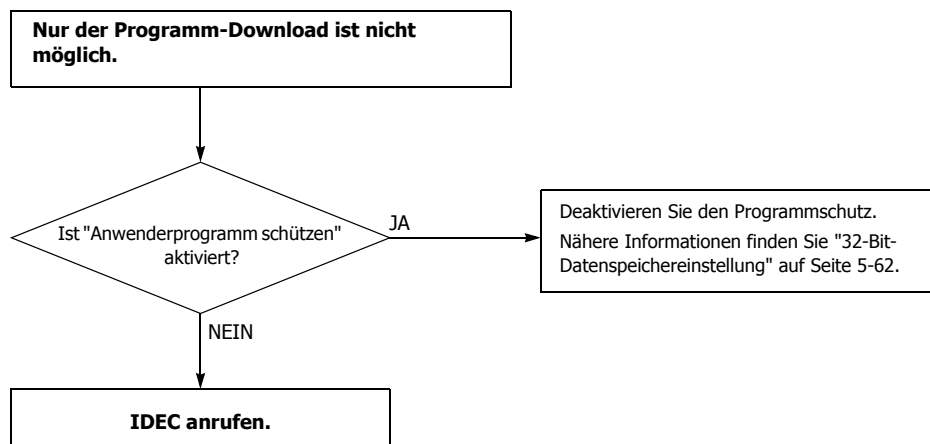 Nur der Programm-Download ist nicht
möglich.
Ist "Anwenderprogramm schützen"
aktiviert?
JA
Deaktivieren Sie den Programmschutz.
Nähere Informationen finden Sie "32-Bit-
Datenspeichereinstellung" auf Seite 5-62.
NEIN
IDEC anrufen.